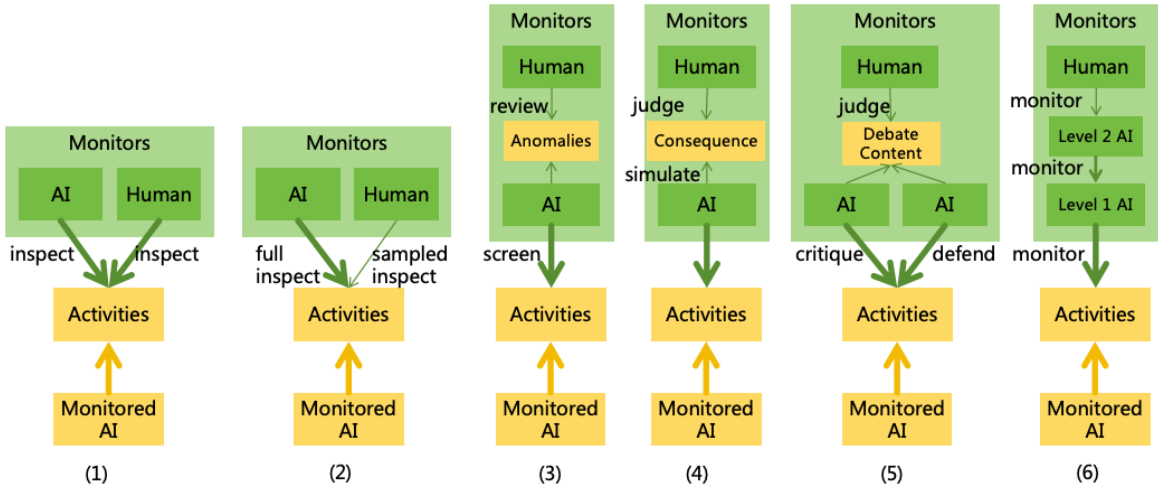 Monitors
AI
Human
inspect
inspect
Activities
Monitored
AI
(1)
Monitors
AI
Human
full
inspect
sampled
inspect
Activities
Monitored
AI
(2)
Monitors
Human
review
Anomalies
AI
screen
Activities
Monitored
AI
(3)
Monitors
Human
judge
Consequence
simulate
AI
Activities
Monitored
AI
(4)
Monitors
Human
judge
Debate
Content
AI
AI
critique
defend
Activities
Monitored
AI
(5)
Monitors
Human
monitor
Level 2 AI
monitor
Level 1 AI
monitor
Activities
Monitored
AI
(6)